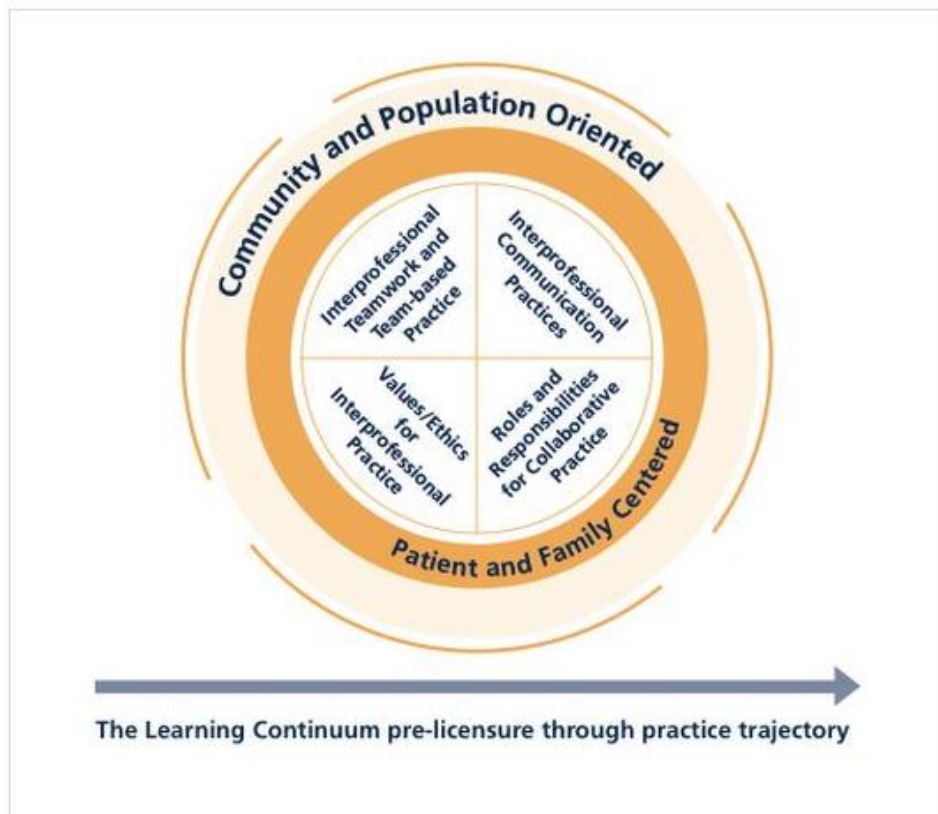 Community and Population Oriented
Interprofessional
Teamwork and
Team-based
Practice
Interprofessional
Communication
Practices
Values/Ethics
for
Interprofessional
Practice
Roles and
Responsibilities
for Collaborative
Practice
Patient and Family Centered
The Learning Continuum pre-licensure through practice trajectory